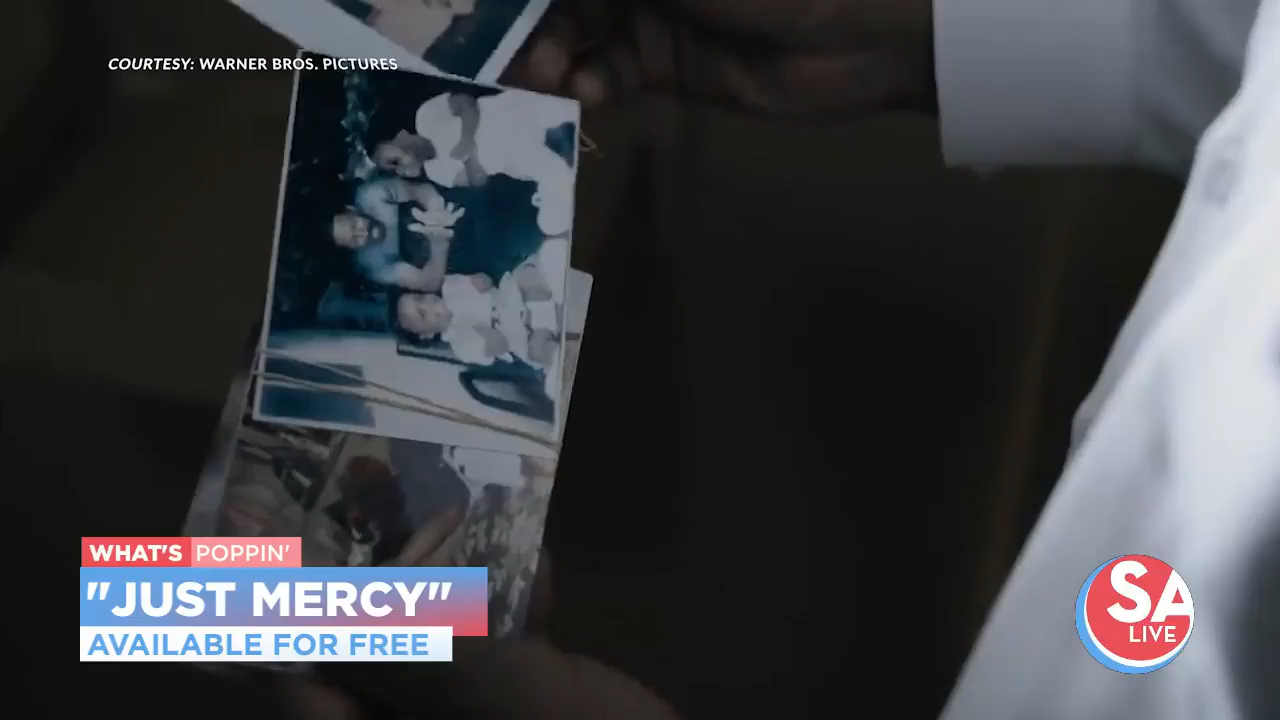 COURTESY: WARNER BROS. PICTURES
WHAT'S POPPIN'
"JUST MERCY"
AVAILABLE FOR FREE
SA
LIVE